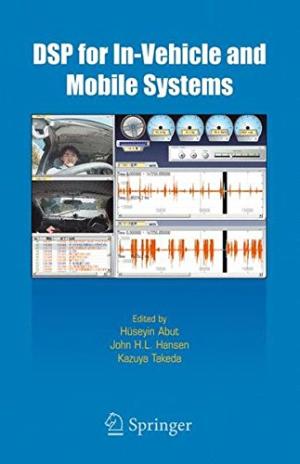 DSP for In-Vehicle and
Mobile Systems
Edited by
Hüseyin Abut
John H.L. Hansen
Kazuya Takeda
Springer